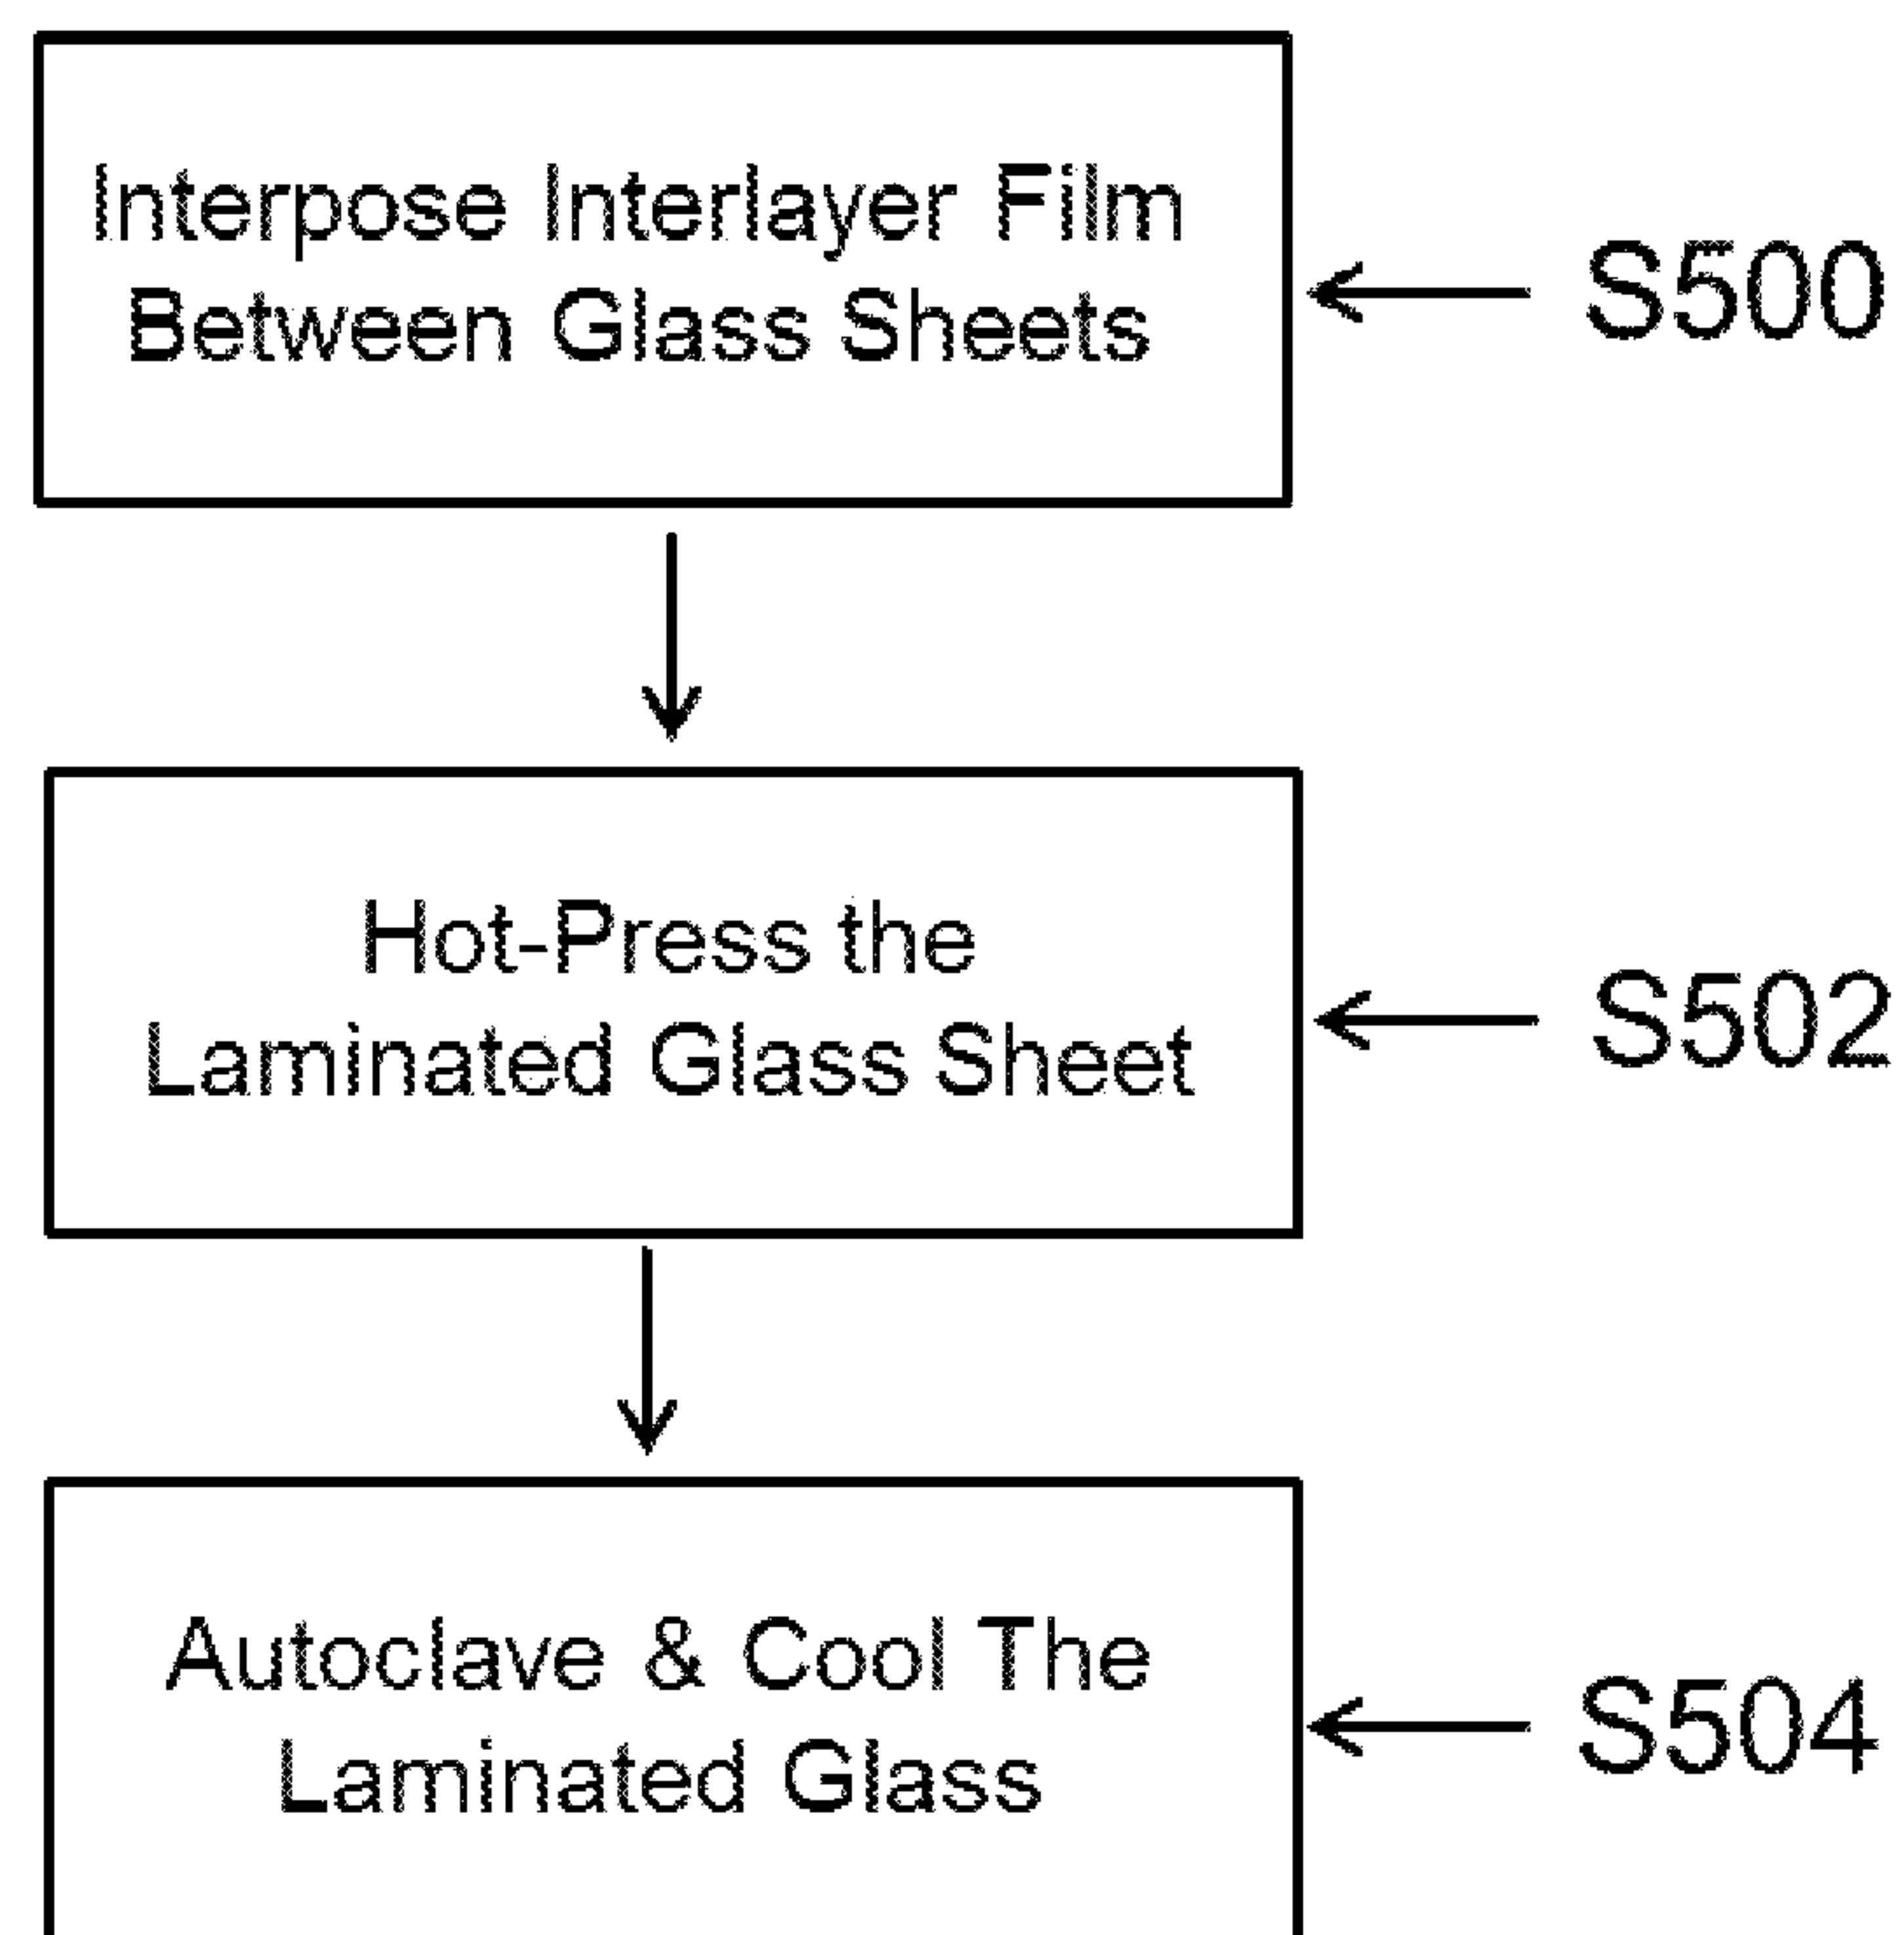 Interpose Interlayer Film
Between Glass Sheets
S500
Hot-Press the
Laminated Glass Sheet
S502
Autoclave & Cool The
Laminated Glass
S504